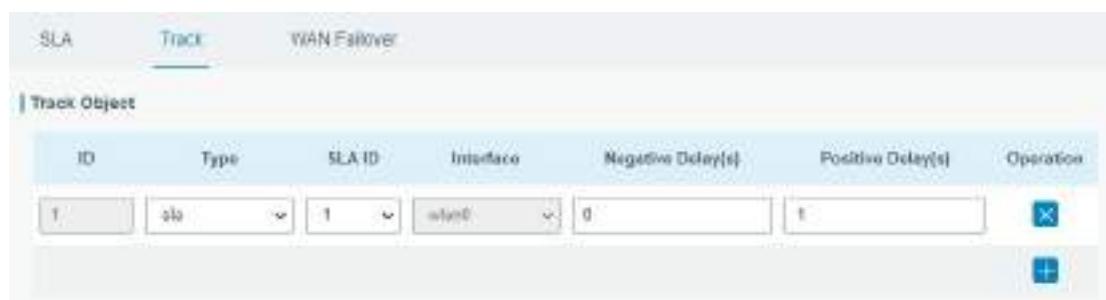 SLA Track WAN Failover
Track Object
ID Type SLA ID Interface Negative Delay(s) Positive Delay(s) Operation
1 sla 1 wlan0 0 1